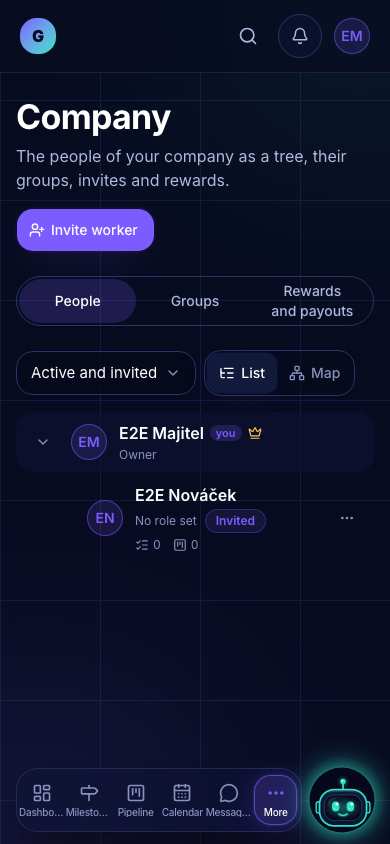 G
EM
Company
The people of your company as a tree, their
groups, invites and rewards.
Invite worker
People
Groups
Rewards
and payouts
Active and invited
List
Map
EM
E2E Majitel
you
Owner
EN
E2E Nováček
No role set
Invited
0
0
Dashbo...
Milesto...
Pipeline
Calendar
Messag...
More